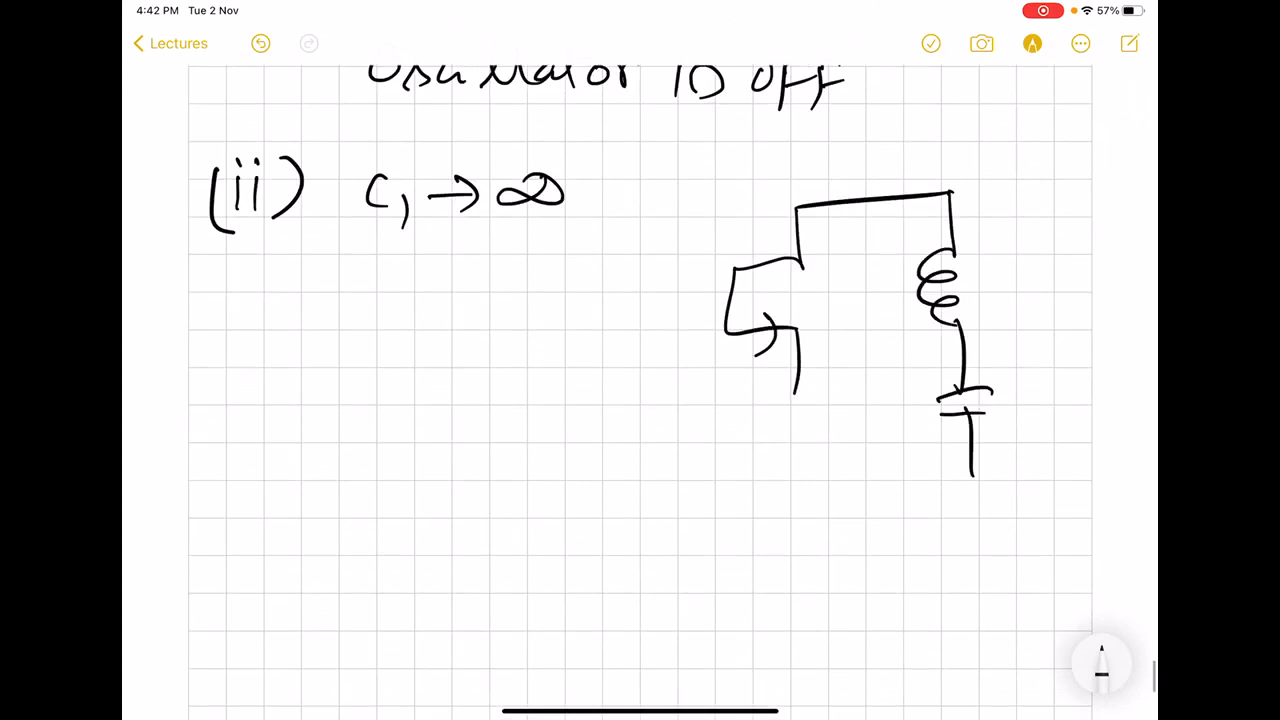 4:42 PM Tue 2 Nov
57%
Lectures
Oscillator is off
(ii) C₁ → ∞